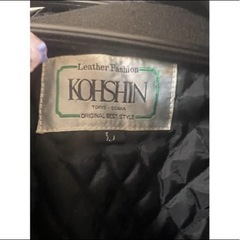 Leather Fashion
KOHSHIN
TOKYO - OSAKA
ORIGINAL BEST STYLE